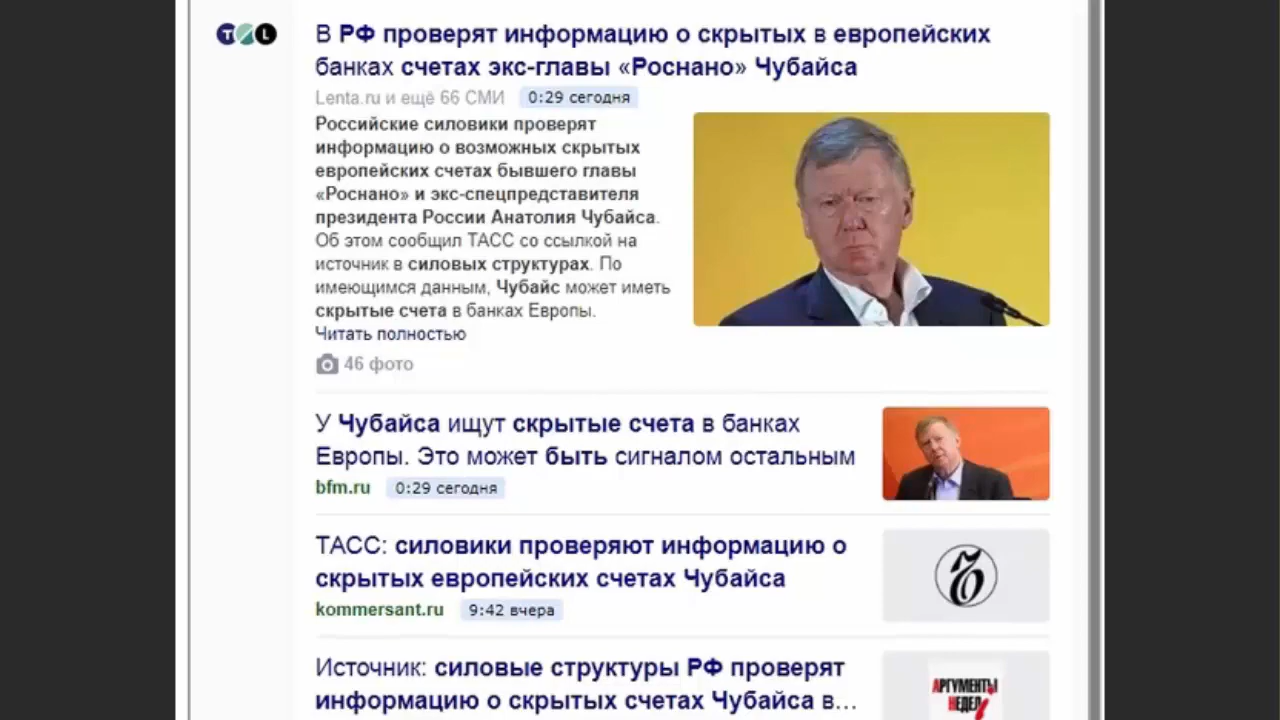 T L
В РФ проверят информацию о скрытых в европейских
банках счетах экс-главы «Роснано» Чубайса
Lenta.ru и ещё 66 СМИ 0:29 сегодня
Российские силовики проверят
информацию о возможных скрытых
европейских счетах бывшего главы
«Роснано» и экс-спецпредставителя
президента России Анатолия Чубайса.
Об этом сообщил ТАСС со ссылкой на
источник в силовых структурах. По
имеющимся данным, Чубайс может иметь
скрытые счета в банках Европы.
Читать полностью
46 фото
У Чубайса ищут скрытые счета в банках
Европы. Это может быть сигналом остальным
bfm.ru 0:29 сегодня
ТАСС: силовики проверяют информацию о
скрытых европейских счетах Чубайса
kommersant.ru 9:42 вчера
Ъ
Источник: силовые структуры РФ проверят
информацию о скрытых счетах Чубайса в...
АРГУМЕНТЫ
НЕДЕЛИ